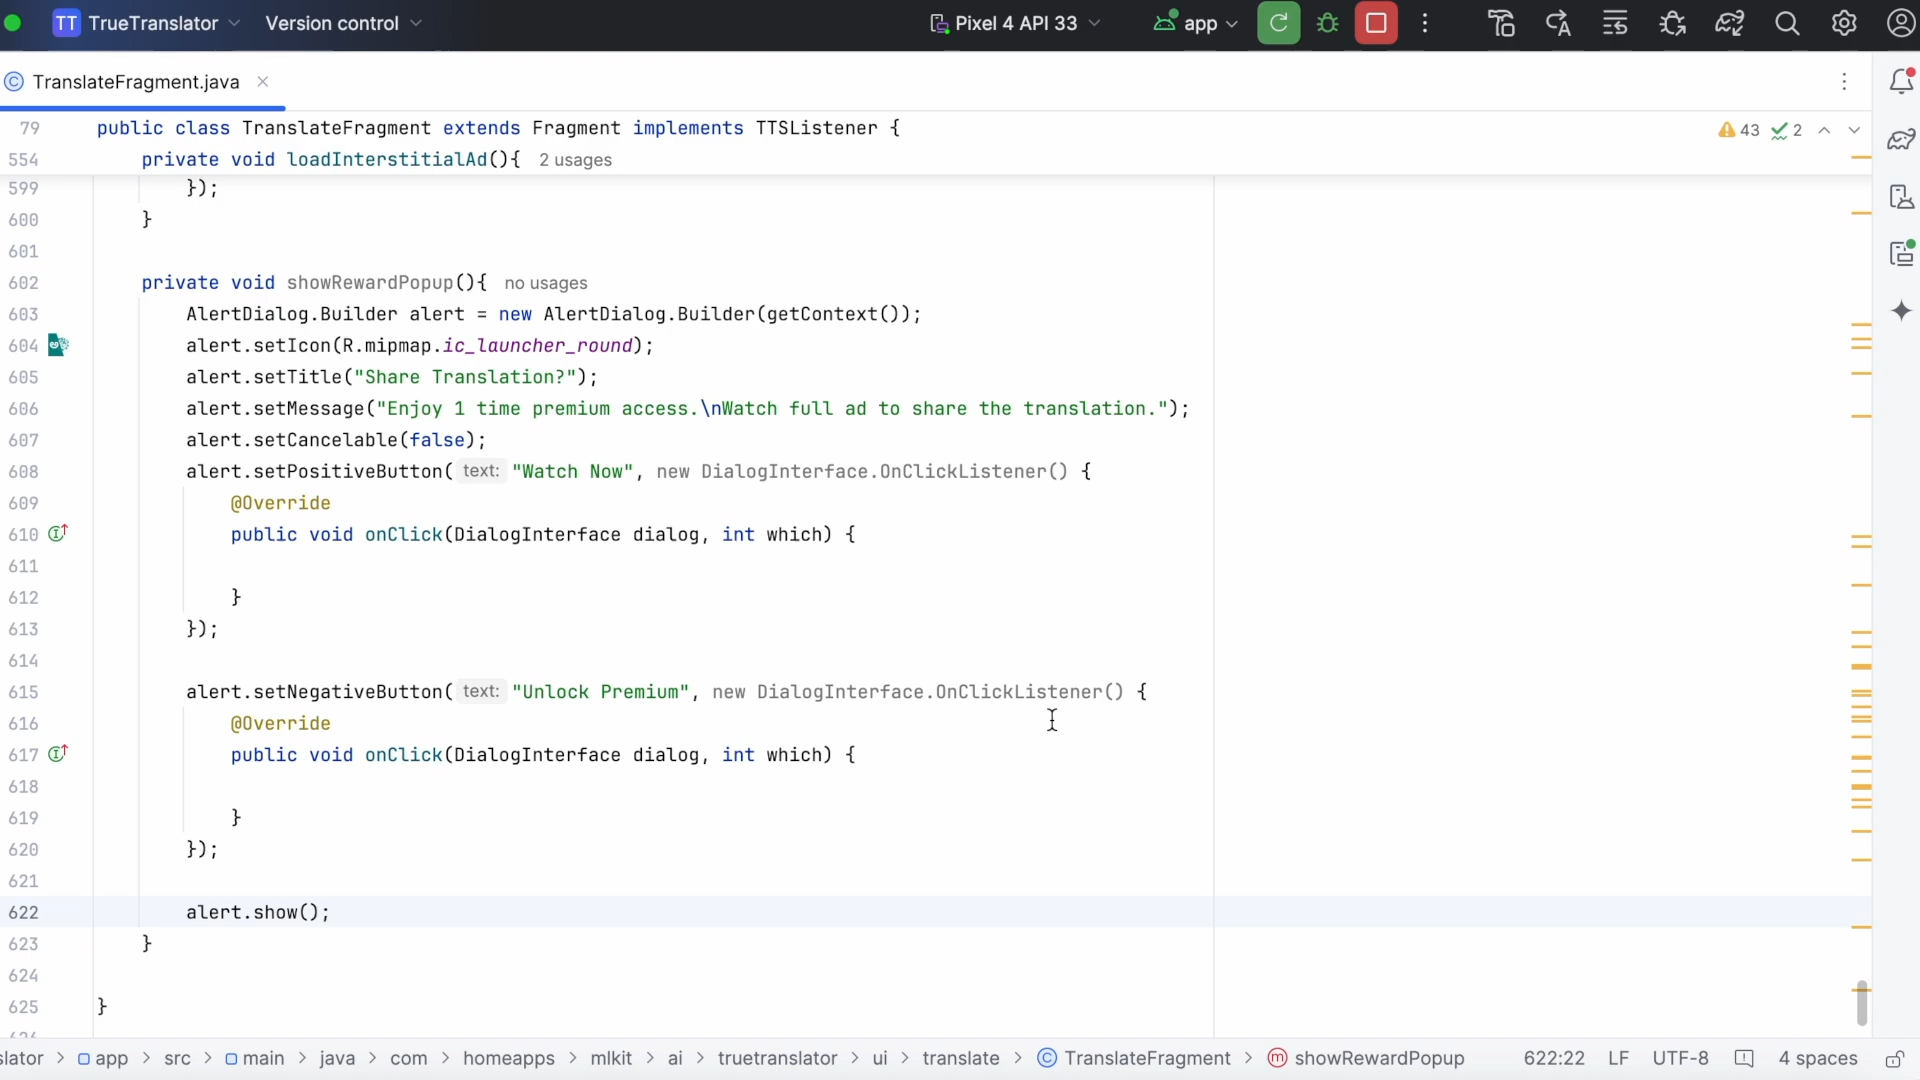 TT TrueTranslator Version control Pixel 4 API 33 app
TranslateFragment.java
79 public class TranslateFragment extends Fragment implements TTSListener { 43 2
554 private void loadInterstitialAd(){ 2 usages
599 });
600 }
601
602 private void showRewardPopup(){ no usages
603 AlertDialog.Builder alert = new AlertDialog.Builder(getContext());
604 alert.setIcon(R.mipmap.ic_launcher_round);
605 alert.setTitle("Share Translation?");
606 alert.setMessage("Enjoy 1 time premium access.\nWatch full ad to share the translation.");
607 alert.setCancelable(false);
608 alert.setPositiveButton( text: "Watch Now", new DialogInterface.OnClickListener() {
609 @Override
610 public void onClick(DialogInterface dialog, int which) {
611
612 }
613 });
614
615 alert.setNegativeButton( text: "Unlock Premium", new DialogInterface.OnClickListener() {
616 @Override
617 public void onClick(DialogInterface dialog, int which) {
618
619 }
620 });
621
622 alert.show();
623 }
624
625 }
slator > app > src > main > java > com > homeapps > mlkit > ai > truetranslator > ui > translate > TranslateFragment > showRewardPopup 622:22 LF UTF-8 4 spaces